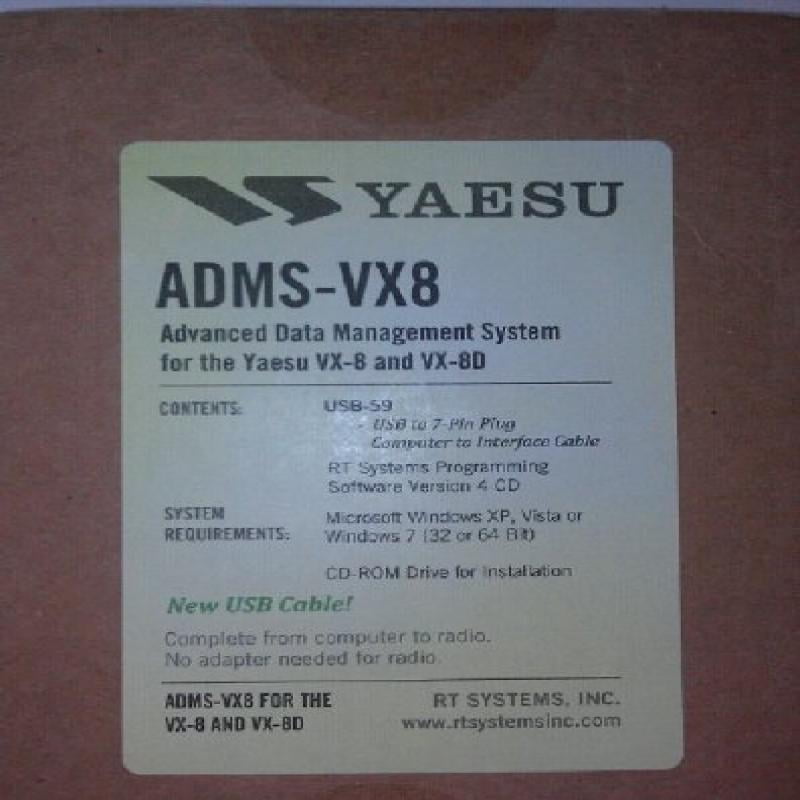 YAESU
ADMS-VX8
Advanced Data Management System
for the Yaesu VX-8 and VX-8D
CONTENTS: USB-59
- USB to 7-Pin Plug
Computer to Interface Cable
RT Systems Programming
Software Version 4 CD
SYSTEM REQUIREMENTS: Microsoft Windows XP, Vista or
Windows 7 (32 or 64 Bit)
CD-ROM Drive for Installation
New USB Cable!
Complete from computer to radio.
No adapter needed for radio.
ADMS-VX8 FOR THE
VX-8 AND VX-8D
RT SYSTEMS, INC.
www.rtsystemsinc.com